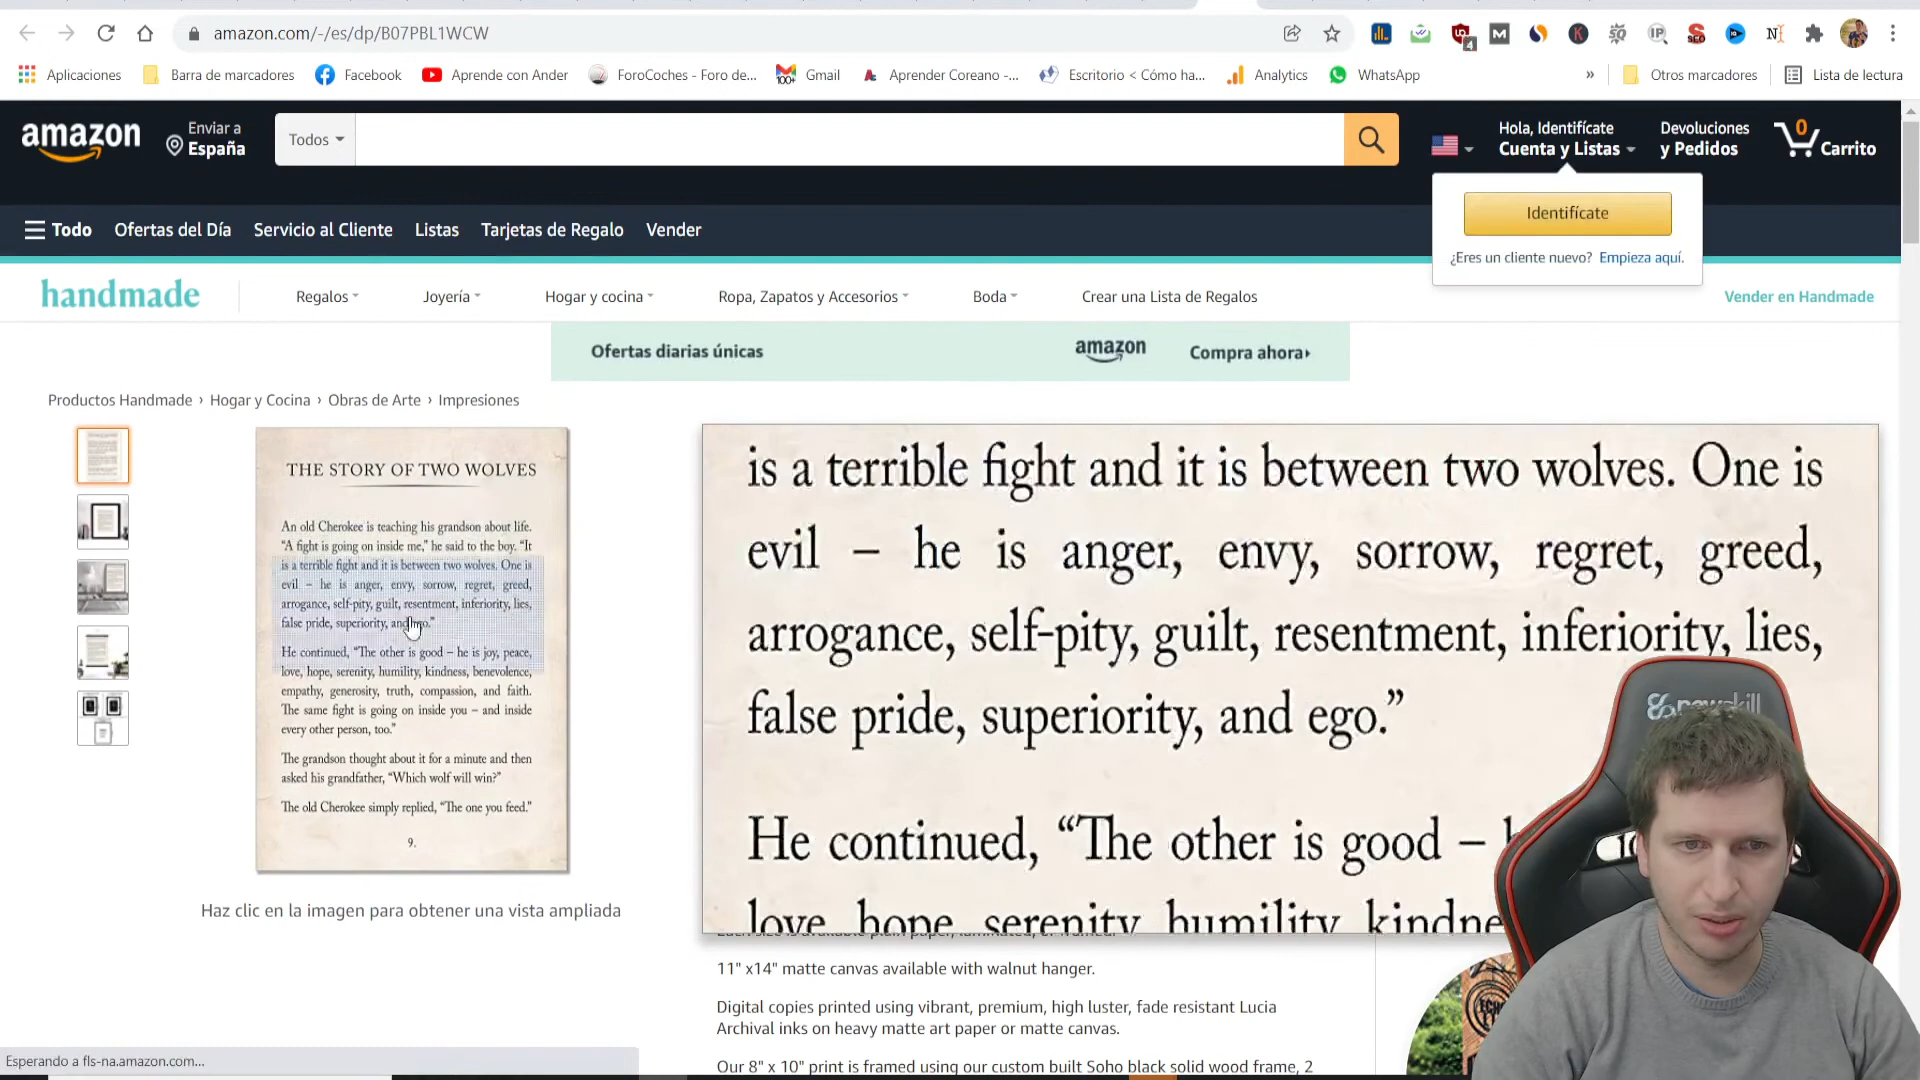 amazon.com/-/es/dp/B07PBL1WCW
Aplicaciones
Barra de marcadores
Facebook
Aprende con Ander
ForoCoches - Foro de...
Gmail
Aprender Coreano -...
Escritorio < Cómo ha...
Analytics
WhatsApp
»
Otros marcadores
Lista de lectura
amazon
Enviar a
España
Todos
Hola, Identifícate
Cuenta y Listas
Devoluciones
y Pedidos
0
Carrito
Identifícate
¿Eres un cliente nuevo? Empieza aquí.
Todo
Ofertas del Día
Servicio al Cliente
Listas
Tarjetas de Regalo
Vender
handmade
Regalos
Joyería
Hogar y cocina
Ropa, Zapatos y Accesorios
Boda
Crear una Lista de Regalos
Vender en Handmade
Ofertas diarias únicas
amazon
Compra ahora
Productos Handmade › Hogar y Cocina › Obras de Arte › Impresiones
THE STORY OF TWO WOLVES
An old Cherokee is teaching his grandson about life.
“A fight is going on inside me,” he said to the boy. “It
is a terrible fight and it is between two wolves. One is
evil – he is anger, envy, sorrow, regret, greed,
arrogance, self-pity, guilt, resentment, inferiority, lies,
false pride, superiority, and ego.”
He continued, “The other is good – he is joy, peace,
love, hope, serenity, humility, kindness, benevolence,
empathy, generosity, truth, compassion, and faith.
The same fight is going on inside you – and inside
every other person, too.”
The grandson thought about it for a minute and then
asked his grandfather, “Which wolf will win?”
The old Cherokee simply replied, “The one you feed.”
9.
Haz clic en la imagen para obtener una vista ampliada
is a terrible fight and it is between two wolves. One is
evil – he is anger, envy, sorrow, regret, greed,
arrogance, self-pity, guilt, resentment, inferiority, lies,
false pride, superiority, and ego.”
He continued, “The other is good –
love, hope, serenity, humility, kindne
11" x14" matte canvas available with walnut hanger.
Digital copies printed using vibrant, premium, high luster, fade resistant Lucia
Archival inks on heavy matte art paper or matte canvas.
Our 8" x 10" print is framed using our custom built Soho black solid wood frame, 2
Esperando a fls-na.amazon.com...
newskill